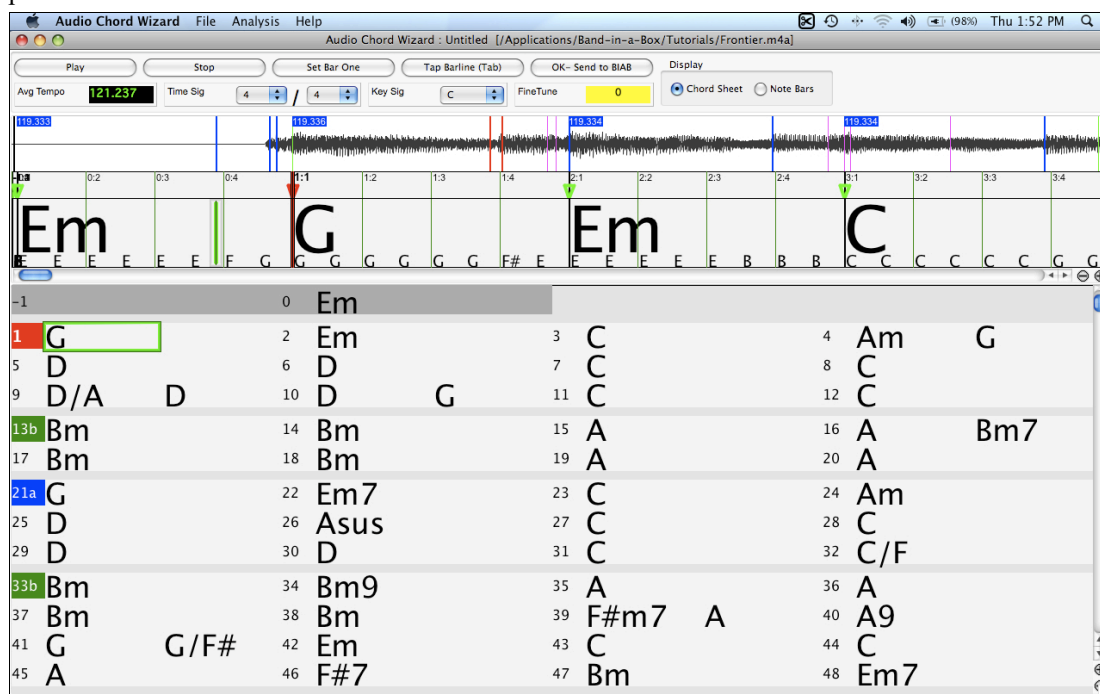 Audio Chord Wizard File Analysis Help (98%) Thu 1:52 PM
Audio Chord Wizard : Untitled [/Applications/Band-in-a-Box/Tutorials/Frontier.m4a]
Play Stop Set Bar One Tap Barline (Tab) OK- Send to BIAB Display
Avg Tempo 121.237 Time Sig 4 / 4 Key Sig C FineTune 0 Chord Sheet Note Bars
119.333 119.336 119.334 119.334
0:2 0:3 0:4 1:1 1:2 1:3 1:4 2:1 2:2 2:3 2:4 3:1 3:2 3:3 3:4
Em G Em C
E E E E E E F G G G G G G G F# E E E E E E B B B C C C C C C G G
-1 0 Em
1 G 2 Em 3 C 4 Am G
5 D 6 D 7 C 8 C
9 D/A D 10 D G 11 C 12 C
13b Bm 14 Bm 15 A 16 A Bm7
17 Bm 18 Bm 19 A 20 A
21a G 22 Em7 23 C 24 Am
25 D 26 Asus 27 C 28 C
29 D 30 D 31 C 32 C/F
33b Bm 34 Bm9 35 A 36 A
37 Bm 38 Bm 39 F#m7 A 40 A9
41 G G/F# 42 Em 43 C 44 C
45 A 46 F#7 47 Bm 48 Em7